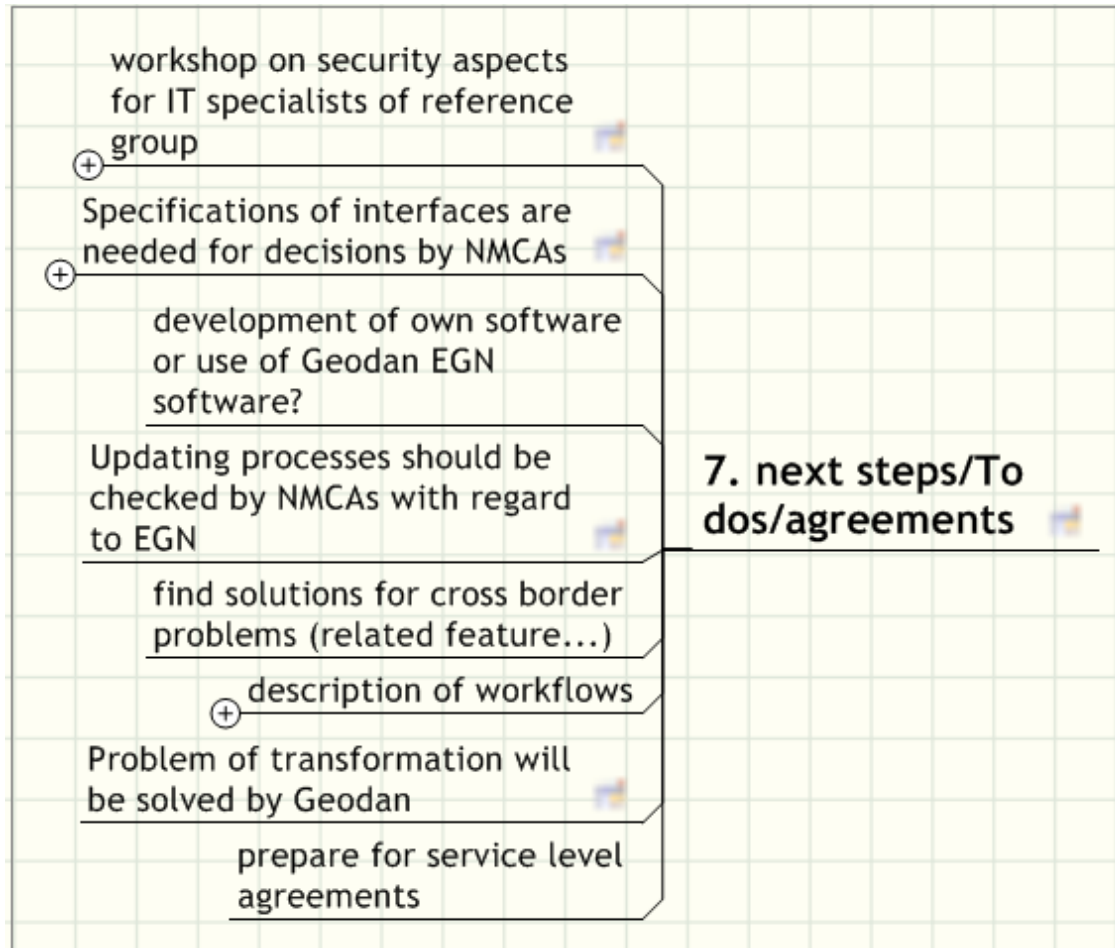 workshop on security aspects
for IT specialists of reference
group
Specifications of interfaces are
needed for decisions by NMCAs
development of own software
or use of Geodan EGN
software?
Updating processes should be
checked by NMCAs with regard
to EGN
find solutions for cross border
problems (related feature...)
description of workflows
Problem of transformation will
be solved by Geodan
prepare for service level
agreements
7. next steps/To
dos/agreements